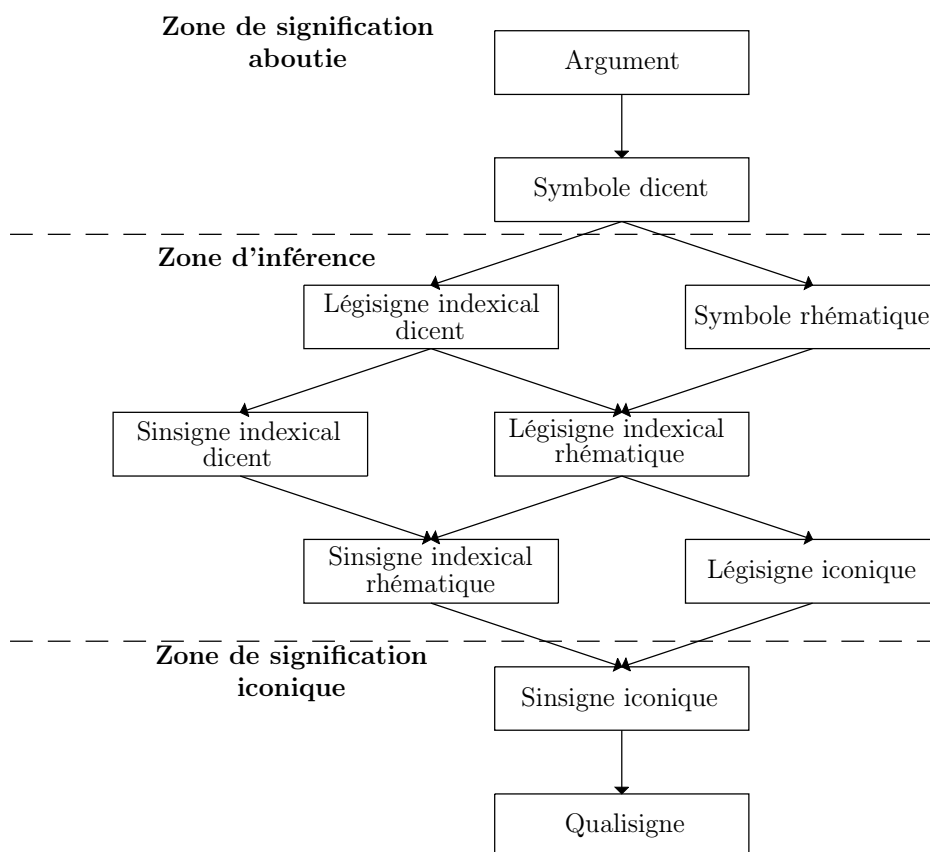 Zone de signification
aboutie
Argument
Symbole dicent
Zone d'inférence
Légisigne indexical
dicent
Symbole rhématique
Sinsigne indexical
dicent
Légisigne indexical
rhématique
Sinsigne indexical
rhématique
Légisigne iconique
Zone de signification
iconique
Sinsigne iconique
Qualisigne